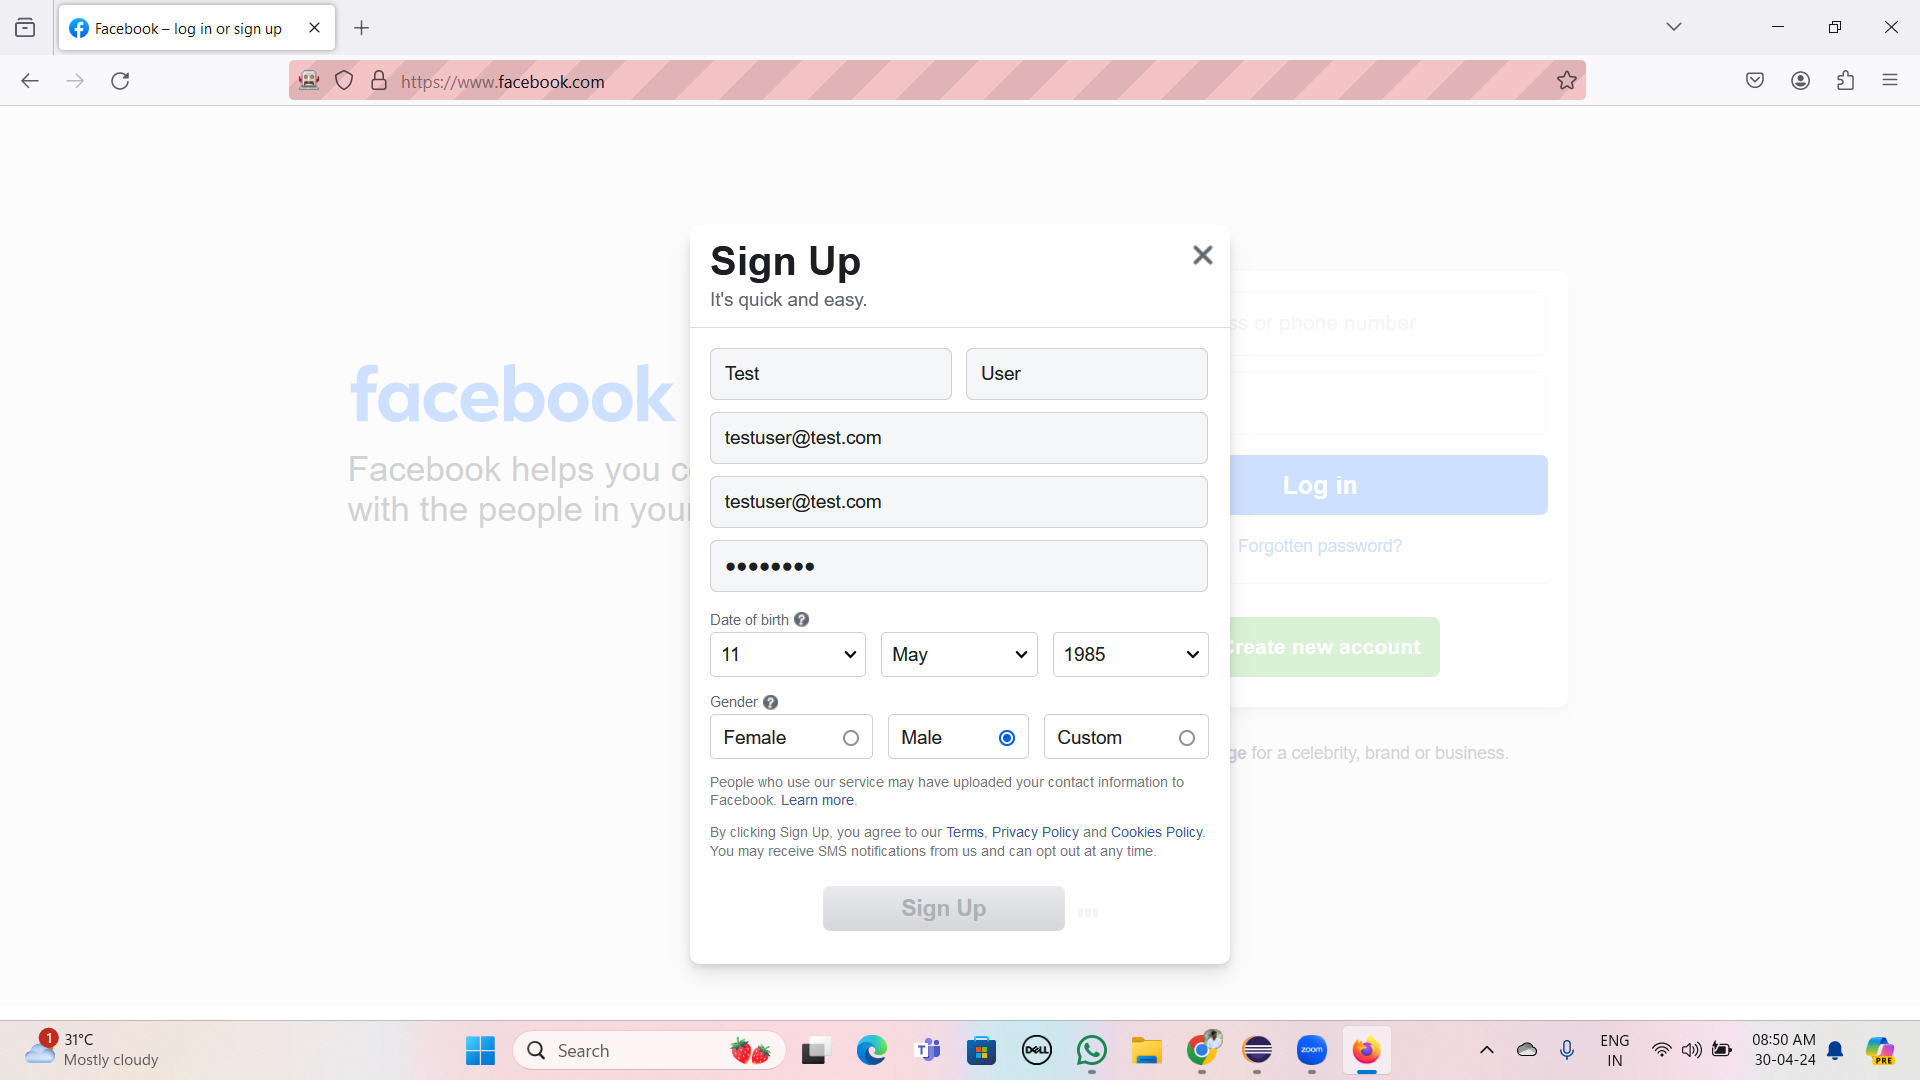 Facebook – log in or sign up
https://www.facebook.com
Sign Up
It's quick and easy.
Test
User
testuser@test.com
testuser@test.com
••••••••
Date of birth
11
May
1985
Gender
Female
Male
Custom
People who use our service may have uploaded your contact information to
Facebook. Learn more.
By clicking Sign Up, you agree to our Terms, Privacy Policy and Cookies Policy.
You may receive SMS notifications from us and can opt out at any time.
Sign Up
facebook
Facebook helps you c
with the people in your
ss or phone number
Log in
Forgotten password?
Create new account
ge for a celebrity, brand or business.
1
31°C
Mostly cloudy
Search
DELL
zoom
ENG
IN
08:50 AM
30-04-24
PRE